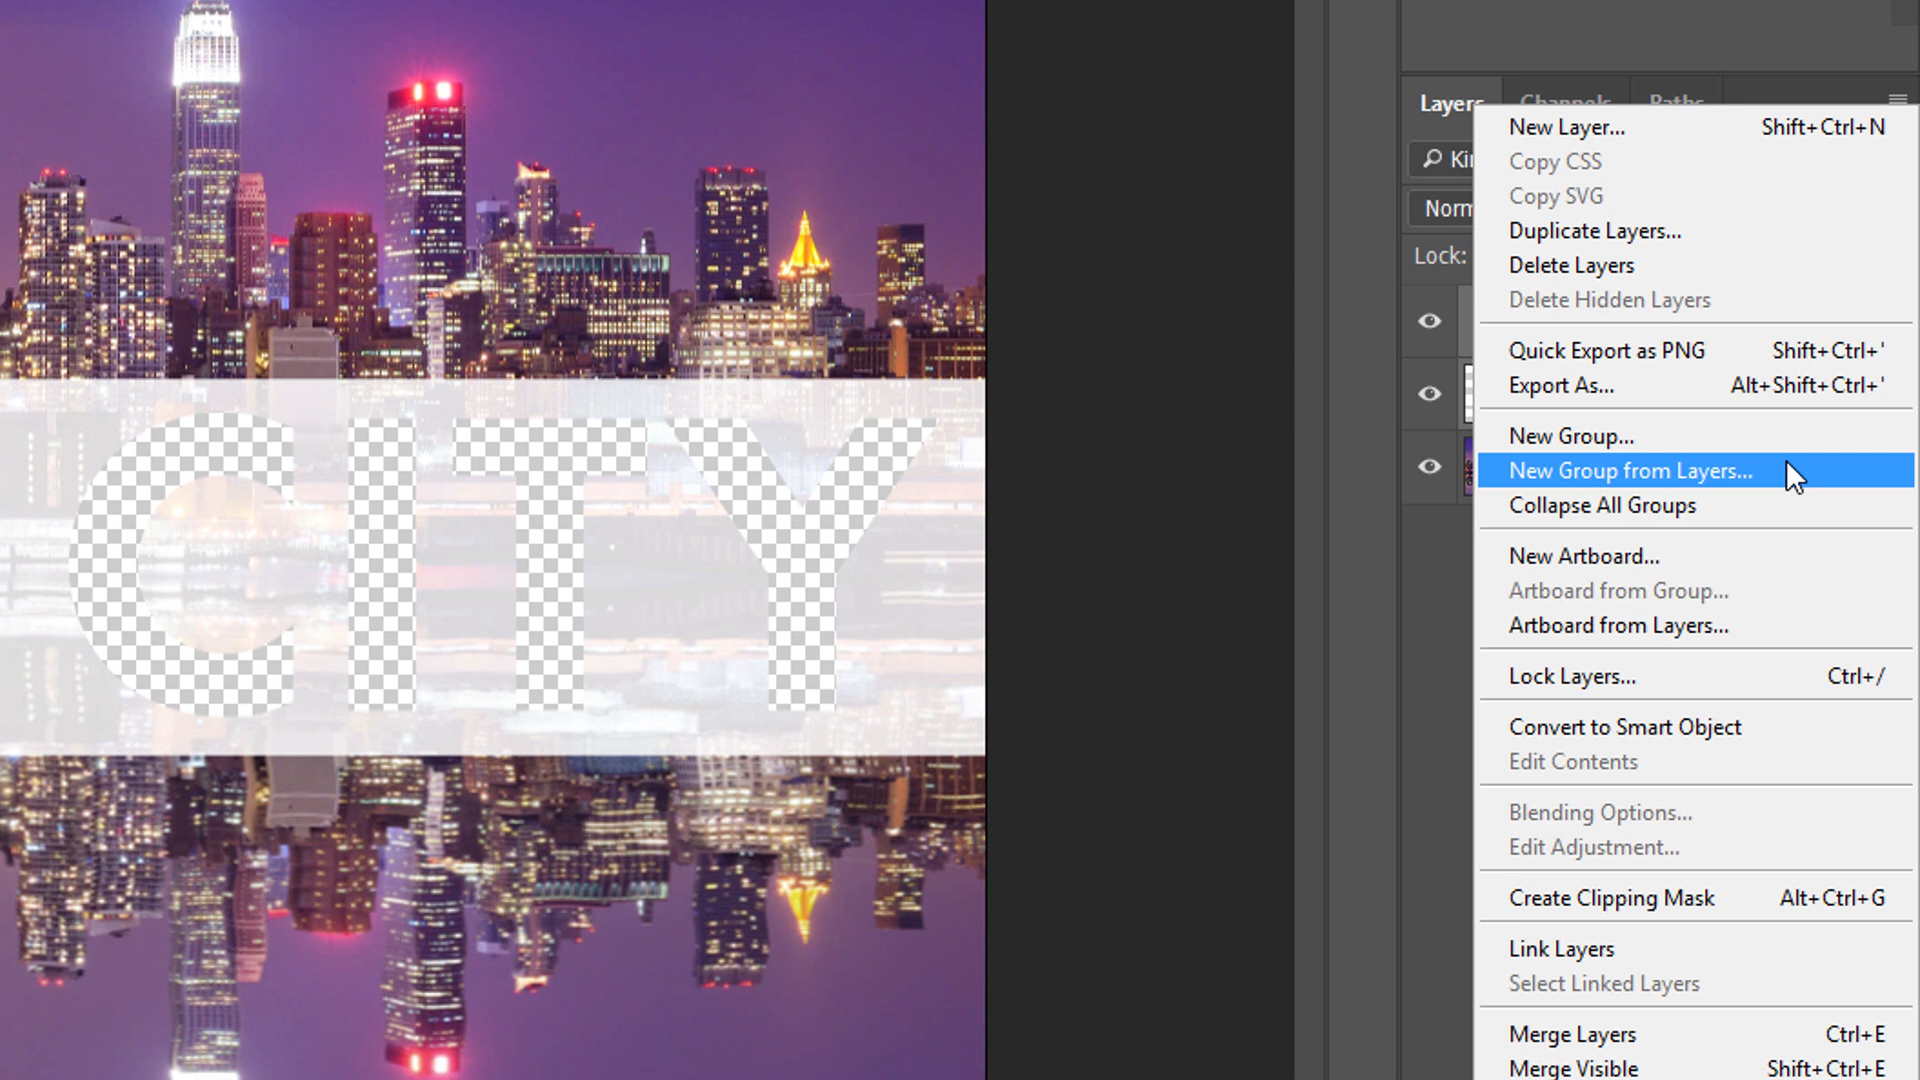 CITY
Layers Channels Paths
Norm
Lock:
New Layer... Shift+Ctrl+N
Copy CSS
Copy SVG
Duplicate Layers...
Delete Layers
Delete Hidden Layers
Quick Export as PNG Shift+Ctrl+'
Export As... Alt+Shift+Ctrl+'
New Group...
New Group from Layers...
Collapse All Groups
New Artboard...
Artboard from Group...
Artboard from Layers...
Lock Layers... Ctrl+/
Convert to Smart Object
Edit Contents
Blending Options...
Edit Adjustment...
Create Clipping Mask Alt+Ctrl+G
Link Layers
Select Linked Layers
Merge Layers Ctrl+E
Merge Visible Shift+Ctrl+E